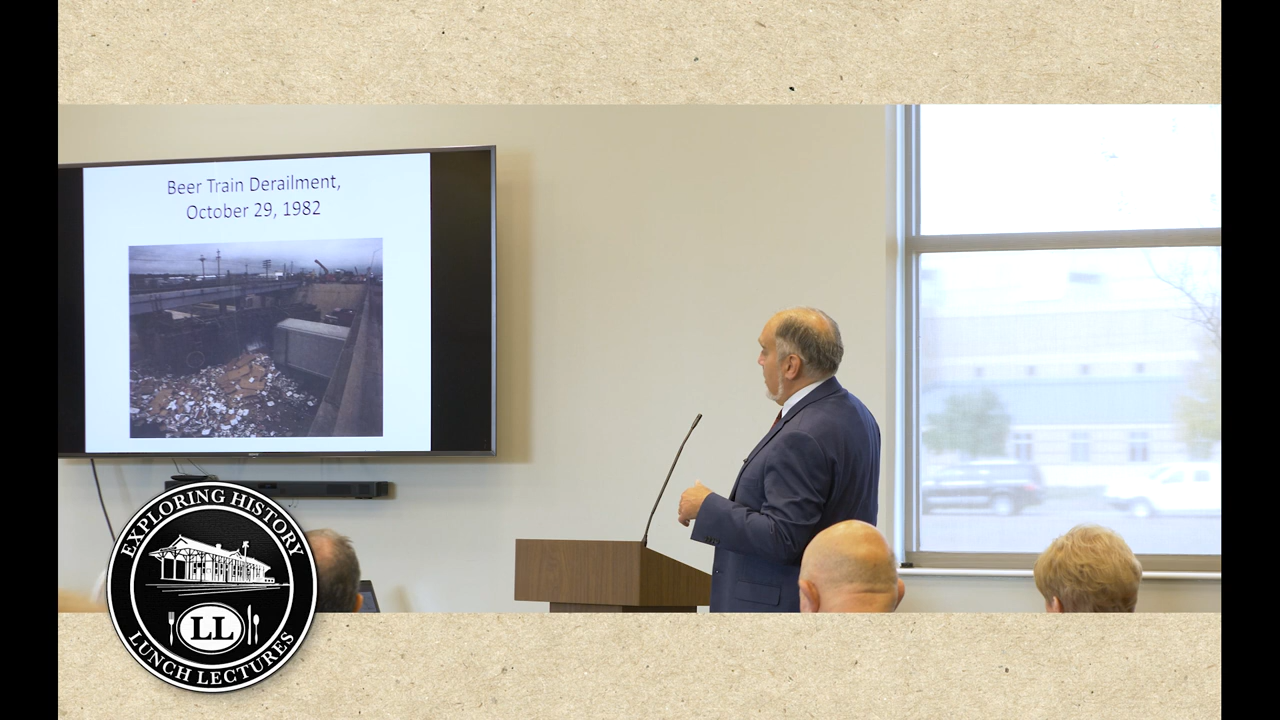 Beer Train Derailment,
October 29, 1982
EXPLORING HISTORY
LL
LUNCH LECTURES